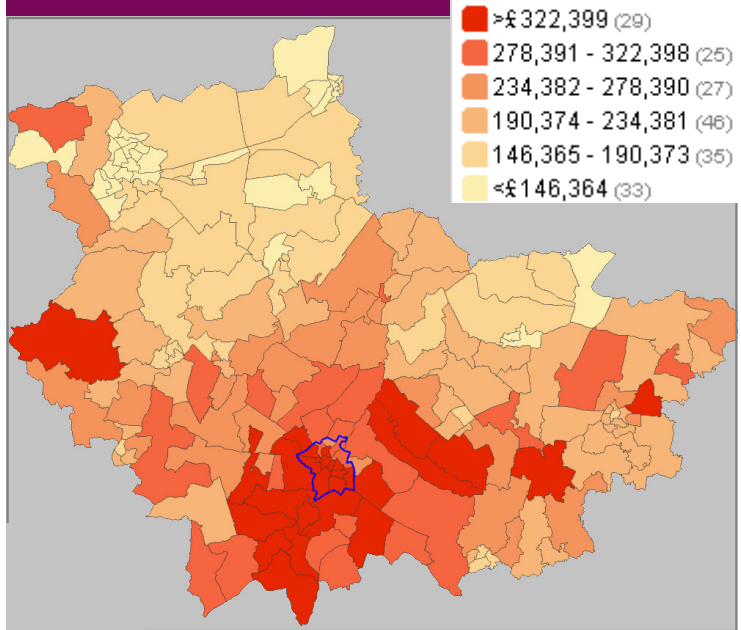 >£322,399 (29)
278,391 - 322,398 (25)
234,382 - 278,390 (27)
190,374 - 234,381 (46)
146,365 - 190,373 (35)
<£146,364 (33)